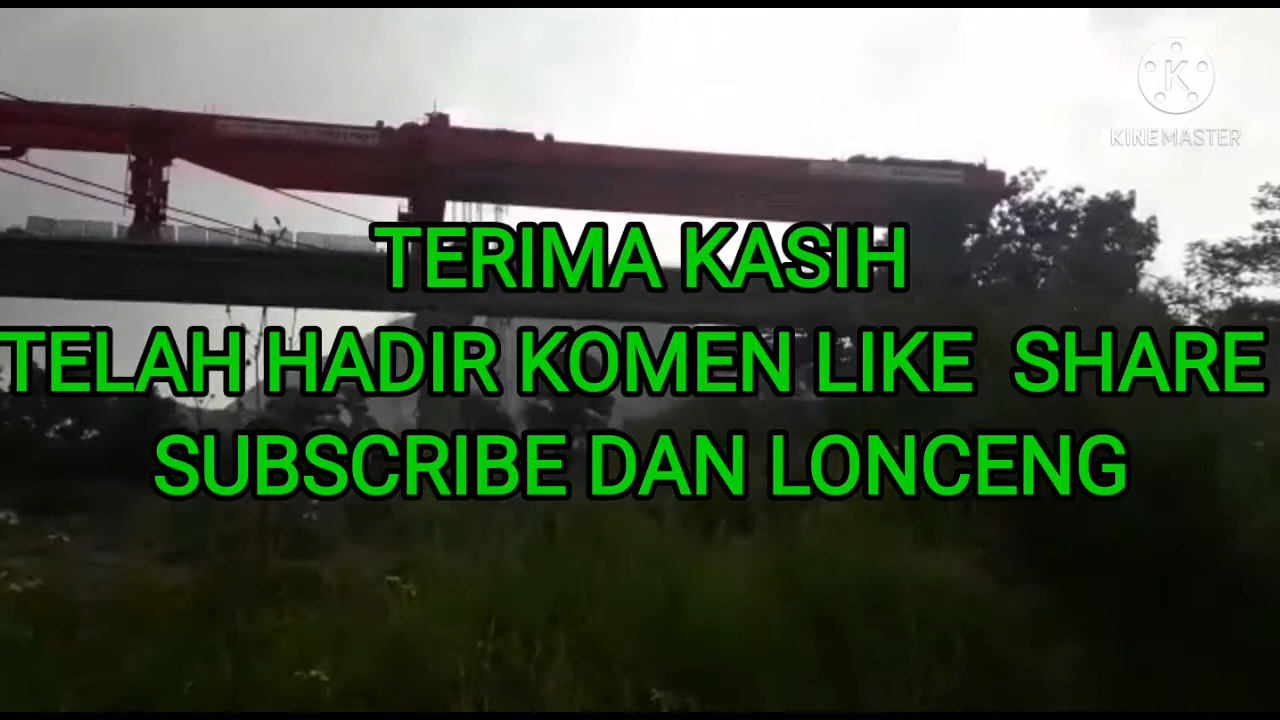 KINEMASTER
TERIMA KASIH
TELAH HADIR KOMEN LIKE SHARE
SUBSCRIBE DAN LONCENG